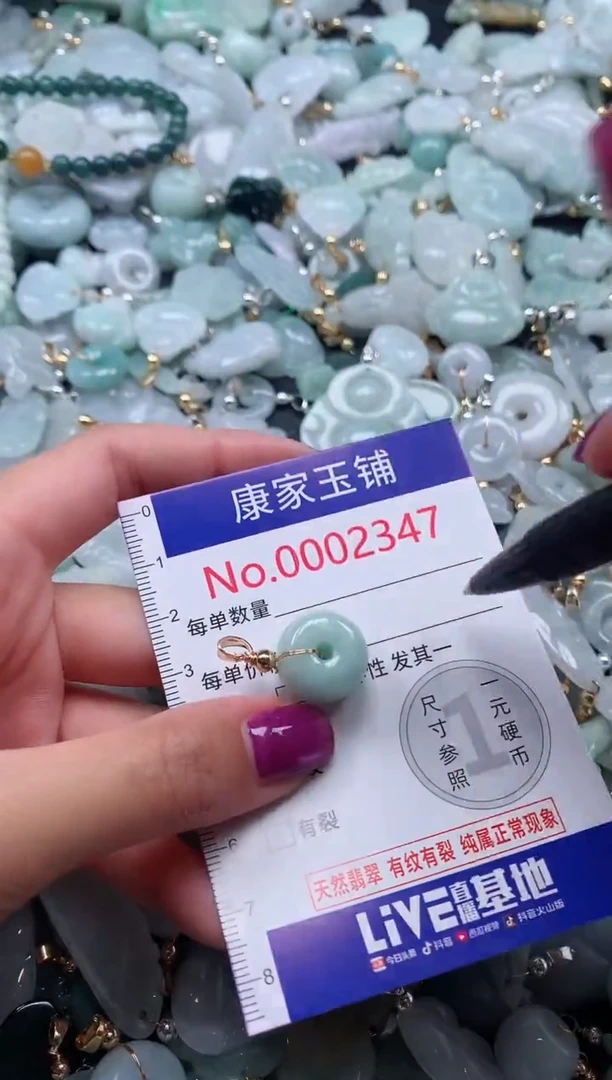 康家玉铺
No.0002347
0
1
2
3
6
7
8
每单数量
每单价
性 发其一
尺寸参照
1
一元硬币
有裂
天然翡翠 有纹有裂 纯属正常现象
LiVE直播基地
今日头条 抖音 西瓜视频 抖音火山版